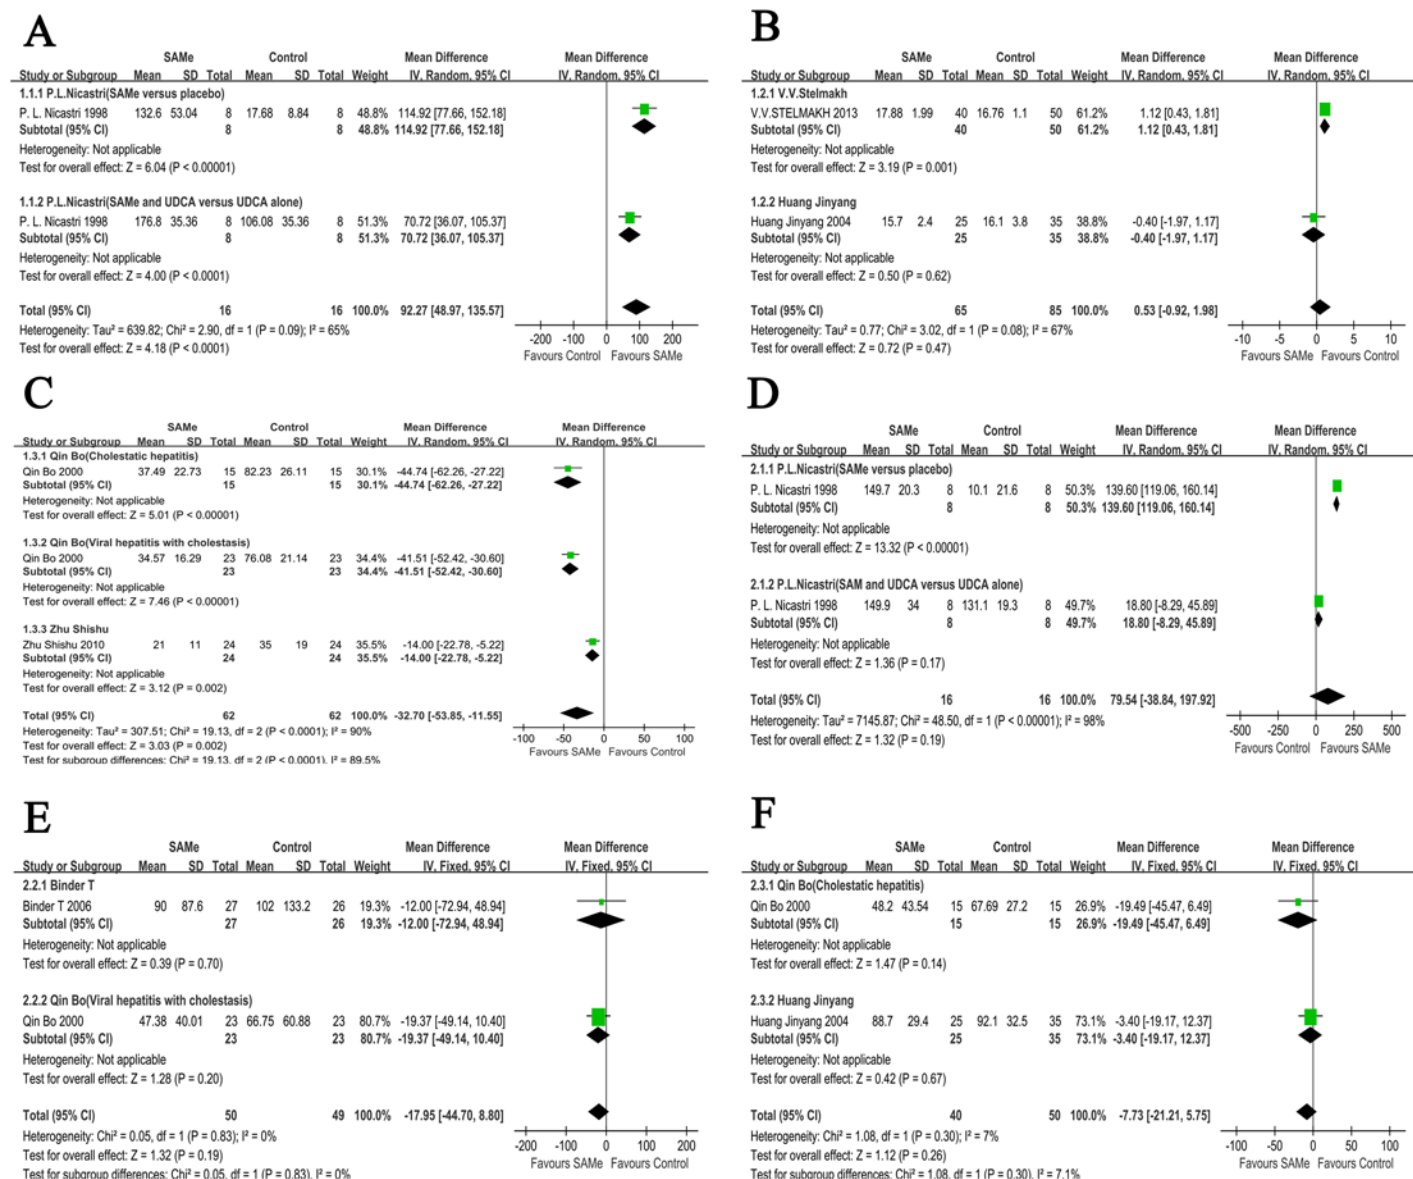 A
SAMe Control Mean Difference Mean Difference
Study or Subgroup Mean SD Total Mean SD Total Weight IV, Random, 95% CI IV, Random, 95% CI
1.1.1 P.L.Nicastri(SAMe versus placebo)
P. L. Nicastri 1998 132.6 53.04 8 17.68 8.84 8 48.8% 114.92 [77.66, 152.18]
Subtotal (95% CI) 8 8 48.8% 114.92 [77.66, 152.18]
Heterogeneity: Not applicable
Test for overall effect: Z = 6.04 (P < 0.00001)
1.1.2 P.L.Nicastri(SAMe and UDCA versus UDCA alone)
P. L. Nicastri 1998 176.8 35.36 8 106.08 35.36 8 51.3% 70.72 [36.07, 105.37]
Subtotal (95% CI) 8 8 51.3% 70.72 [36.07, 105.37]
Heterogeneity: Not applicable
Test for overall effect: Z = 4.00 (P < 0.0001)
Total (95% CI) 16 16 100.0% 92.27 [48.97, 135.57]
Heterogeneity: Tau² = 639.82; Chi² = 2.90, df = 1 (P = 0.09); I² = 65%
Test for overall effect: Z = 4.18 (P < 0.0001)
-200 -100 0 100 200
Favours Control Favours SAMe
B
SAMe Control Mean Difference Mean Difference
Study or Subgroup Mean SD Total Mean SD Total Weight IV, Random, 95% CI IV, Random, 95% CI
1.2.1 V.V.Stelmakh
V.V.STELMAKH 2013 17.88 1.99 40 16.76 1.1 50 61.2% 1.12 [0.43, 1.81]
Subtotal (95% CI) 40 50 61.2% 1.12 [0.43, 1.81]
Heterogeneity: Not applicable
Test for overall effect: Z = 3.19 (P = 0.001)
1.2.2 Huang Jinyang
Huang Jinyang 2004 15.7 2.4 25 16.1 3.8 35 38.8% -0.40 [-1.97, 1.17]
Subtotal (95% CI) 25 35 38.8% -0.40 [-1.97, 1.17]
Heterogeneity: Not applicable
Test for overall effect: Z = 0.50 (P = 0.62)
Total (95% CI) 65 85 100.0% 0.53 [-0.92, 1.98]
Heterogeneity: Tau² = 0.77; Chi² = 3.02, df = 1 (P = 0.08); I² = 67%
Test for overall effect: Z = 0.72 (P = 0.47)
-10 -5 0 5 10
Favours SAMe Favours Control
C
SAMe Control Mean Difference Mean Difference
Study or Subgroup Mean SD Total Mean SD Total Weight IV, Random, 95% CI IV, Random, 95% CI
1.3.1 Qin Bo(Cholestatic hepatitis)
Qin Bo 2000 37.49 22.73 15 82.23 26.11 15 30.1% -44.74 [-62.26, -27.22]
Subtotal (95% CI) 15 15 30.1% -44.74 [-62.26, -27.22]
Heterogeneity: Not applicable
Test for overall effect: Z = 5.01 (P < 0.00001)
1.3.2 Qin Bo(Viral hepatitis with cholestasis)
Qin Bo 2000 34.57 16.29 23 76.08 21.14 23 34.4% -41.51 [-52.42, -30.60]
Subtotal (95% CI) 23 23 34.4% -41.51 [-52.42, -30.60]
Heterogeneity: Not applicable
Test for overall effect: Z = 7.46 (P < 0.00001)
1.3.3 Zhu Shishu
Zhu Shishu 2010 21 11 24 35 19 24 35.5% -14.00 [-22.78, -5.22]
Subtotal (95% CI) 24 24 35.5% -14.00 [-22.78, -5.22]
Heterogeneity: Not applicable
Test for overall effect: Z = 3.12 (P = 0.002)
Total (95% CI) 62 62 100.0% -32.70 [-53.85, -11.55]
Heterogeneity: Tau² = 307.51; Chi² = 19.13, df = 2 (P < 0.0001); I² = 90%
Test for overall effect: Z = 3.03 (P = 0.002)
Test for subgroup differences: Chi² = 19.13, df = 2 (P < 0.0001), I² = 89.5%
-100 -50 0 50 100
Favours SAMe Favours Control
D
SAMe Control Mean Difference Mean Difference
Study or Subgroup Mean SD Total Mean SD Total Weight IV, Random, 95% CI IV, Random, 95% CI
2.1.1 P.L.Nicastri(SAMe versus placebo)
P. L. Nicastri 1998 149.7 20.3 8 10.1 21.6 8 50.3% 139.60 [119.06, 160.14]
Subtotal (95% CI) 8 8 50.3% 139.60 [119.06, 160.14]
Heterogeneity: Not applicable
Test for overall effect: Z = 13.32 (P < 0.00001)
2.1.2 P.L.Nicastri(SAM and UDCA versus UDCA alone)
P. L. Nicastri 1998 149.9 34 8 131.1 19.3 8 49.7% 18.80 [-8.29, 45.89]
Subtotal (95% CI) 8 8 49.7% 18.80 [-8.29, 45.89]
Heterogeneity: Not applicable
Test for overall effect: Z = 1.36 (P = 0.17)
Total (95% CI) 16 16 100.0% 79.54 [-38.84, 197.92]
Heterogeneity: Tau² = 7145.87; Chi² = 48.50, df = 1 (P < 0.00001); I² = 98%
Test for overall effect: Z = 1.32 (P = 0.19)
-500 -250 0 250 500
Favours Control Favours SAMe
E
SAMe Control Mean Difference Mean Difference
Study or Subgroup Mean SD Total Mean SD Total Weight IV, Fixed, 95% CI IV, Fixed, 95% CI
2.2.1 Binder T
Binder T 2006 90 87.6 27 102 133.2 26 19.3% -12.00 [-72.94, 48.94]
Subtotal (95% CI) 27 26 19.3% -12.00 [-72.94, 48.94]
Heterogeneity: Not applicable
Test for overall effect: Z = 0.39 (P = 0.70)
2.2.2 Qin Bo(Viral hepatitis with cholestasis)
Qin Bo 2000 47.38 40.01 23 66.75 60.88 23 80.7% -19.37 [-49.14, 10.40]
Subtotal (95% CI) 23 23 80.7% -19.37 [-49.14, 10.40]
Heterogeneity: Not applicable
Test for overall effect: Z = 1.28 (P = 0.20)
Total (95% CI) 50 49 100.0% -17.95 [-44.70, 8.80]
Heterogeneity: Chi² = 0.05, df = 1 (P = 0.83); I² = 0%
Test for overall effect: Z = 1.32 (P = 0.19)
Test for subgroup differences: Chi² = 0.05, df = 1 (P = 0.83), I² = 0%
-200 -100 0 100 200
Favours SAMe Favours Control
F
SAMe Control Mean Difference Mean Difference
Study or Subgroup Mean SD Total Mean SD Total Weight IV, Fixed, 95% CI IV, Fixed, 95% CI
2.3.1 Qin Bo(Cholestatic hepatitis)
Qin Bo 2000 48.2 43.54 15 67.69 27.2 15 26.9% -19.49 [-45.47, 6.49]
Subtotal (95% CI) 15 15 26.9% -19.49 [-45.47, 6.49]
Heterogeneity: Not applicable
Test for overall effect: Z = 1.47 (P = 0.14)
2.3.2 Huang Jinyang
Huang Jinyang 2004 88.7 29.4 25 92.1 32.5 35 73.1% -3.40 [-19.17, 12.37]
Subtotal (95% CI) 25 35 73.1% -3.40 [-19.17, 12.37]
Heterogeneity: Not applicable
Test for overall effect: Z = 0.42 (P = 0.67)
Total (95% CI) 40 50 100.0% -7.73 [-21.21, 5.75]
Heterogeneity: Chi² = 1.08, df = 1 (P = 0.30); I² = 7%
Test for overall effect: Z = 1.12 (P = 0.26)
Test for subgroup differences: Chi² = 1.08, df = 1 (P = 0.30), I² = 7.1%
-100 -50 0 50 100
Favours SAMe Favours Control